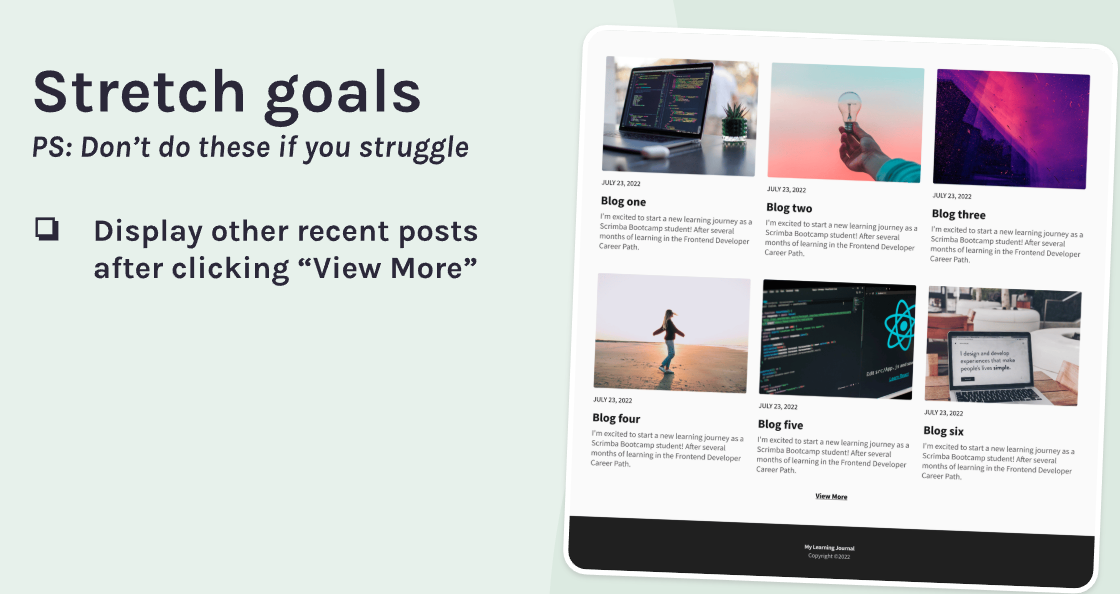 Stretch goals
PS: Don't do these if you struggle
❏ Display other recent posts
after clicking “View More”
JULY 23, 2022
Blog one
I'm excited to start a new learning journey as a
Scrimba Bootcamp student! After several
months of learning in the Frontend Developer
Career Path.
JULY 23, 2022
Blog two
I'm excited to start a new learning journey as a
Scrimba Bootcamp student! After several
months of learning in the Frontend Developer
Career Path.
JULY 23, 2022
Blog three
I'm excited to start a new learning journey as a
Scrimba Bootcamp student! After several
months of learning in the Frontend Developer
Career Path.
I design and develop
experiences that make
people's lives simple.
JULY 23, 2022
Blog four
I'm excited to start a new learning journey as a
Scrimba Bootcamp student! After several
months of learning in the Frontend Developer
Career Path.
JULY 23, 2022
Blog five
I'm excited to start a new learning journey as a
Scrimba Bootcamp student! After several
months of learning in the Frontend Developer
Career Path.
JULY 23, 2022
Blog six
I'm excited to start a new learning journey as a
Scrimba Bootcamp student! After several
months of learning in the Frontend Developer
Career Path.
View More
My Learning Journal
Copyright ©2022